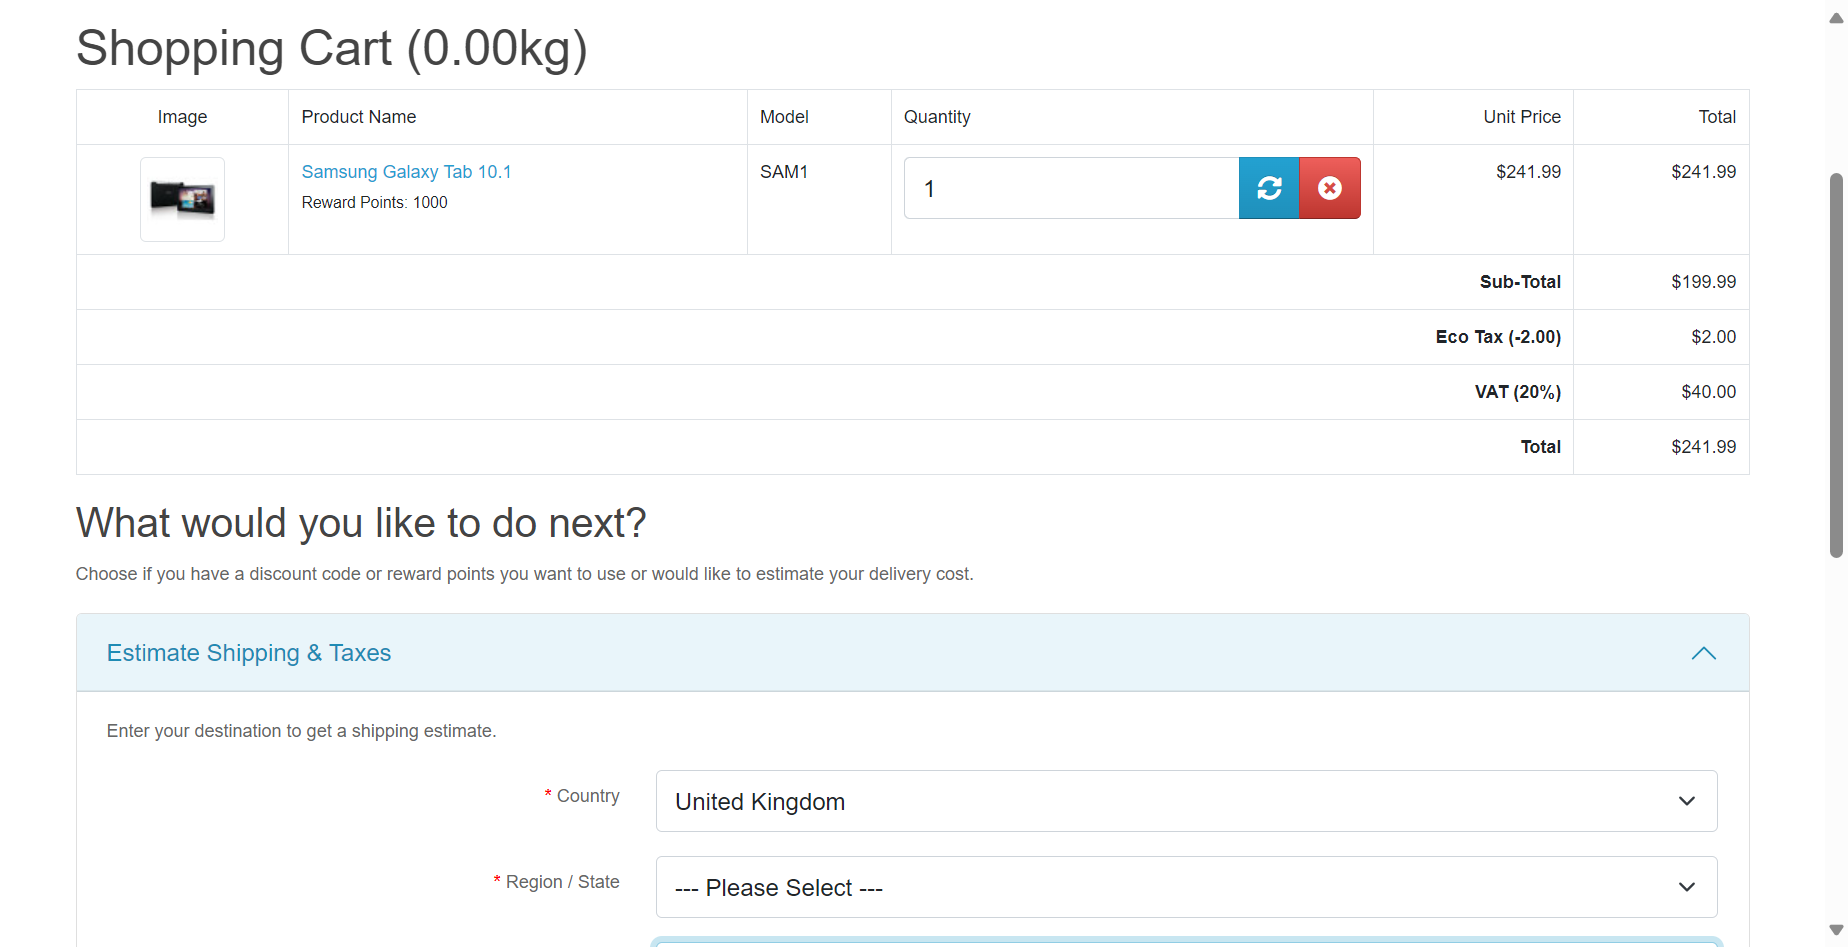 Shopping Cart (0.00kg)
Image Product Name Model Quantity Unit Price Total
Samsung Galaxy Tab 10.1 SAM1 1 $241.99 $241.99
Reward Points: 1000
Sub-Total $199.99
Eco Tax (-2.00) $2.00
VAT (20%) $40.00
Total $241.99
What would you like to do next?
Choose if you have a discount code or reward points you want to use or would like to estimate your delivery cost.
Estimate Shipping & Taxes
Enter your destination to get a shipping estimate.
* Country United Kingdom
* Region / State --- Please Select ---